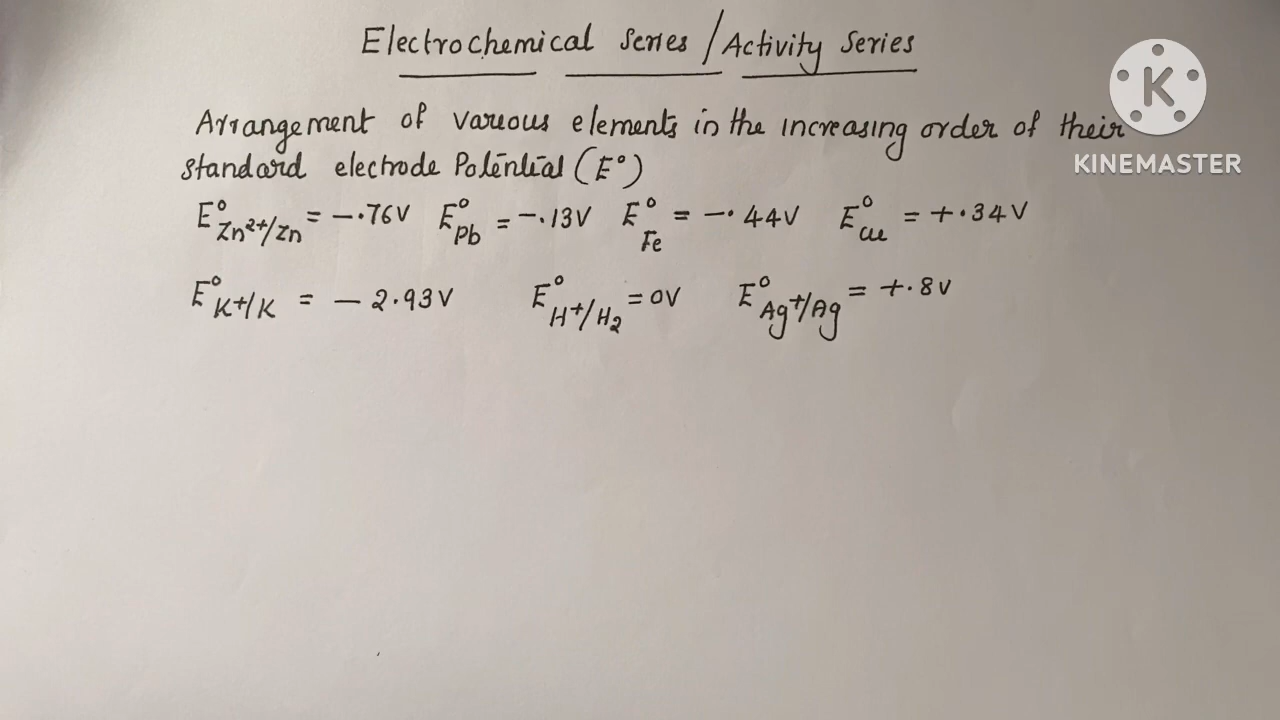 Electrochemical Series / Activity Series
Arrangement of various elements in the increasing order of their
standard electrode Potential (E°)
E°Zn²⁺/Zn = -.76V E°Pb = -.13V E°Fe = -.44V E°Cu = +.34V
E°K⁺/K = - 2.93V E°H⁺/H₂ = 0V E°Ag⁺/Ag = +.8V
K
KINEMASTER